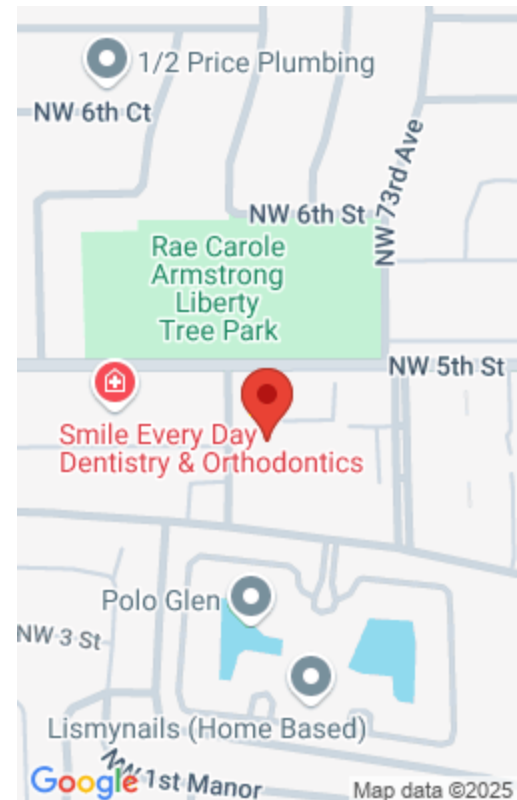 1/2 Price Plumbing
NW 6th Ct
NW 73rd Ave
NW 6th St
Rae Carole
Armstrong
Liberty
Tree Park
NW 5th St
Smile Every Day
Dentistry & Orthodontics
Polo Glen
NW 3 St
Lismynails (Home Based)
NW 1st Manor
Google
Map data ©2025